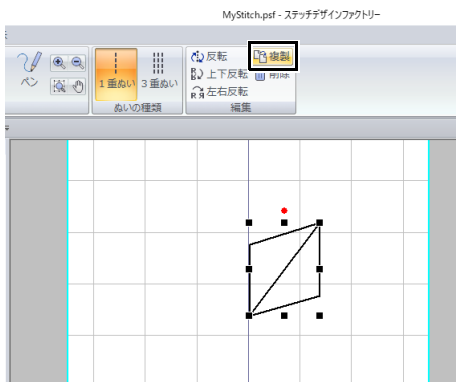 MyStitch.psf - ステッチデザインファクトリー
ペン
1 重ぬい
3 重ぬい
ぬいの種類
反転
上下反転
左右反転
複製
削除
編集